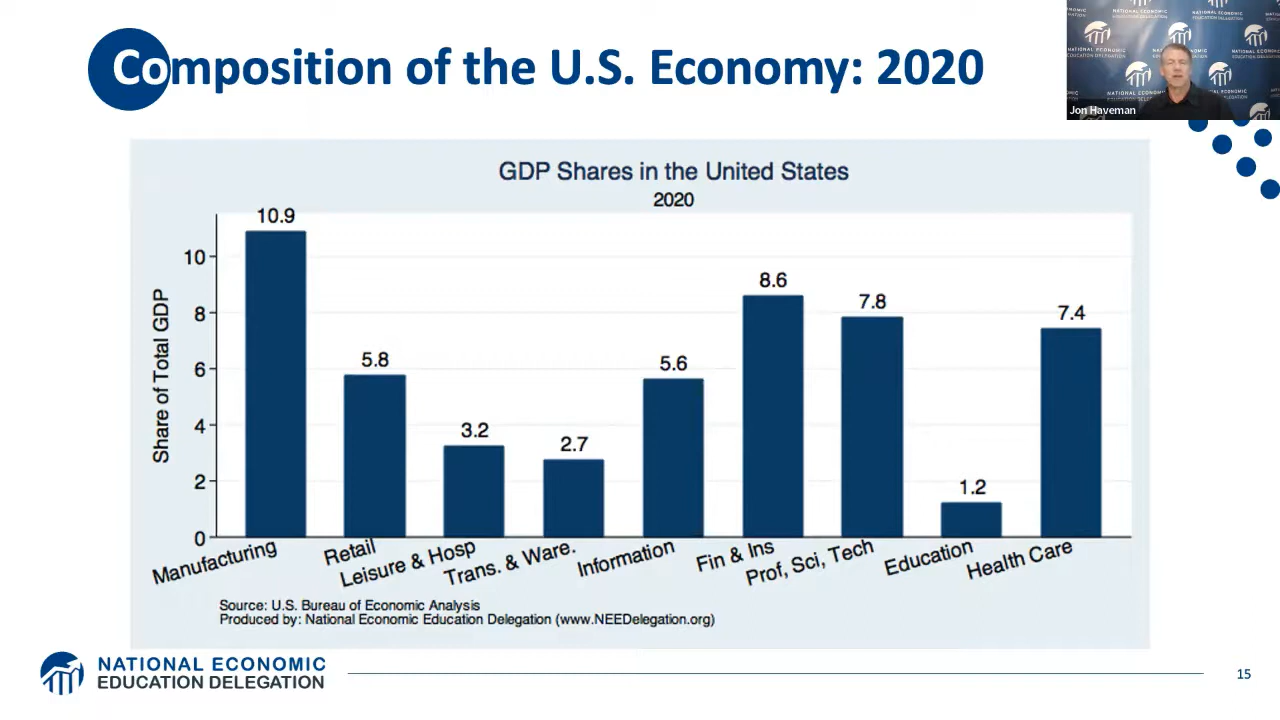 Composition of the U.S. Economy: 2020
Jon Haveman
GDP Shares in the United States
2020
Share of Total GDP
10
8
6
4
2
0
10.9
5.8
3.2
2.7
5.6
8.6
7.8
1.2
7.4
Manufacturing
Retail
Leisure & Hosp
Trans. & Ware.
Information
Fin & Ins
Prof, Sci, Tech
Education
Health Care
Source: U.S. Bureau of Economic Analysis
Produced by: National Economic Education Delegation (www.NEEDelegation.org)
NATIONAL ECONOMIC
EDUCATION DELEGATION
15